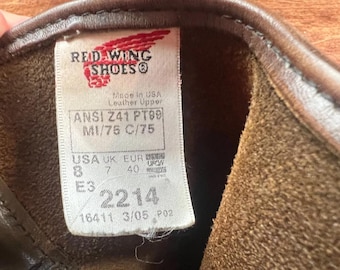 RED WING
SHOES®
Made in USA
Leather Upper
ANSI Z41 PT99
MI/75 C/75
USA UK EUR
8 7 40
E3
2214
16411 3/05 P02